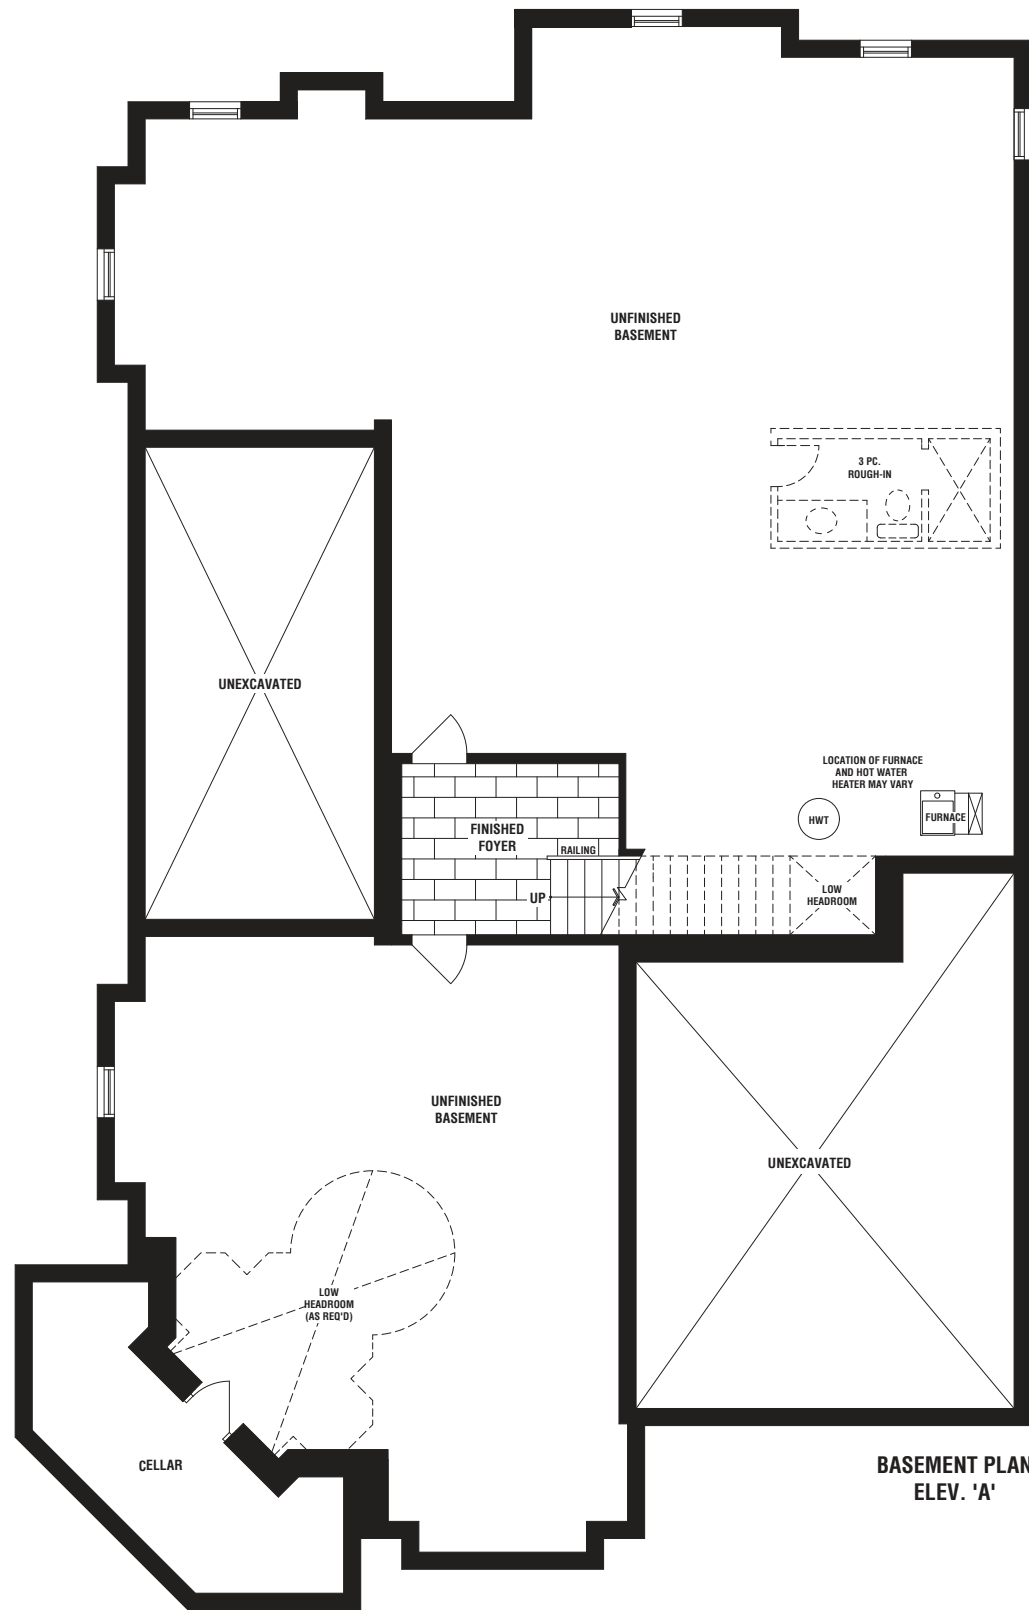 UNFINISHED
BASEMENT
3 PC.
ROUGH-IN
UNEXCAVATED
LOCATION OF FURNACE
AND HOT WATER
HEATER MAY VARY
HWT
FURNACE
FINISHED
FOYER
RAILING
UP
LOW
HEADROOM
UNFINISHED
BASEMENT
UNEXCAVATED
LOW
HEADROOM
(AS REQ'D)
CELLAR
BASEMENT PLAN
ELEV. 'A'